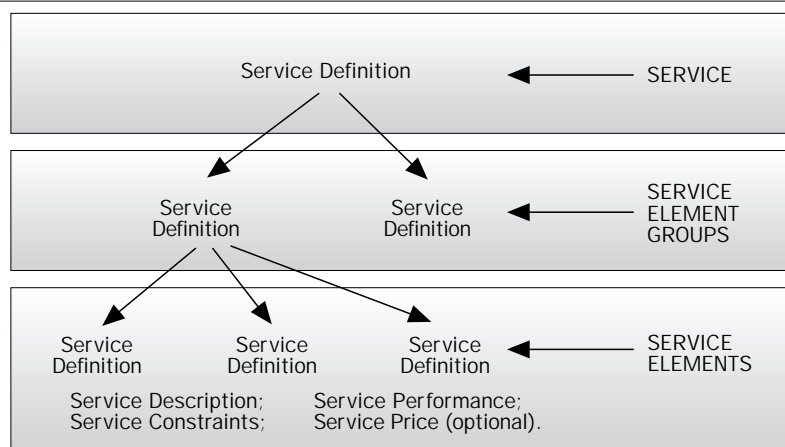 Service Definition
SERVICE
Service
Definition
Service
Definition
SERVICE
ELEMENT
GROUPS
Service
Definition
Service
Definition
Service
Definition
SERVICE
ELEMENTS
Service Description; Service Performance;
Service Constraints; Service Price (optional).